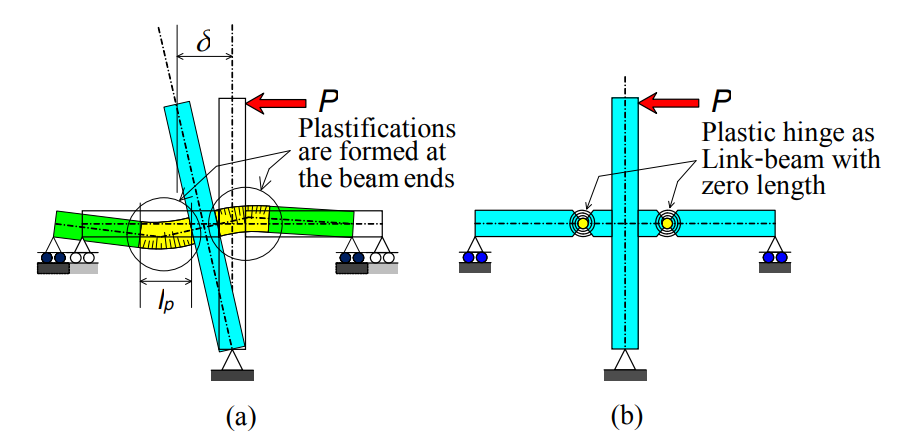 δ
P
Plastifications
are formed at
the beam ends
lp
(a)
P
Plastic hinge as
Link-beam with
zero length
(b)